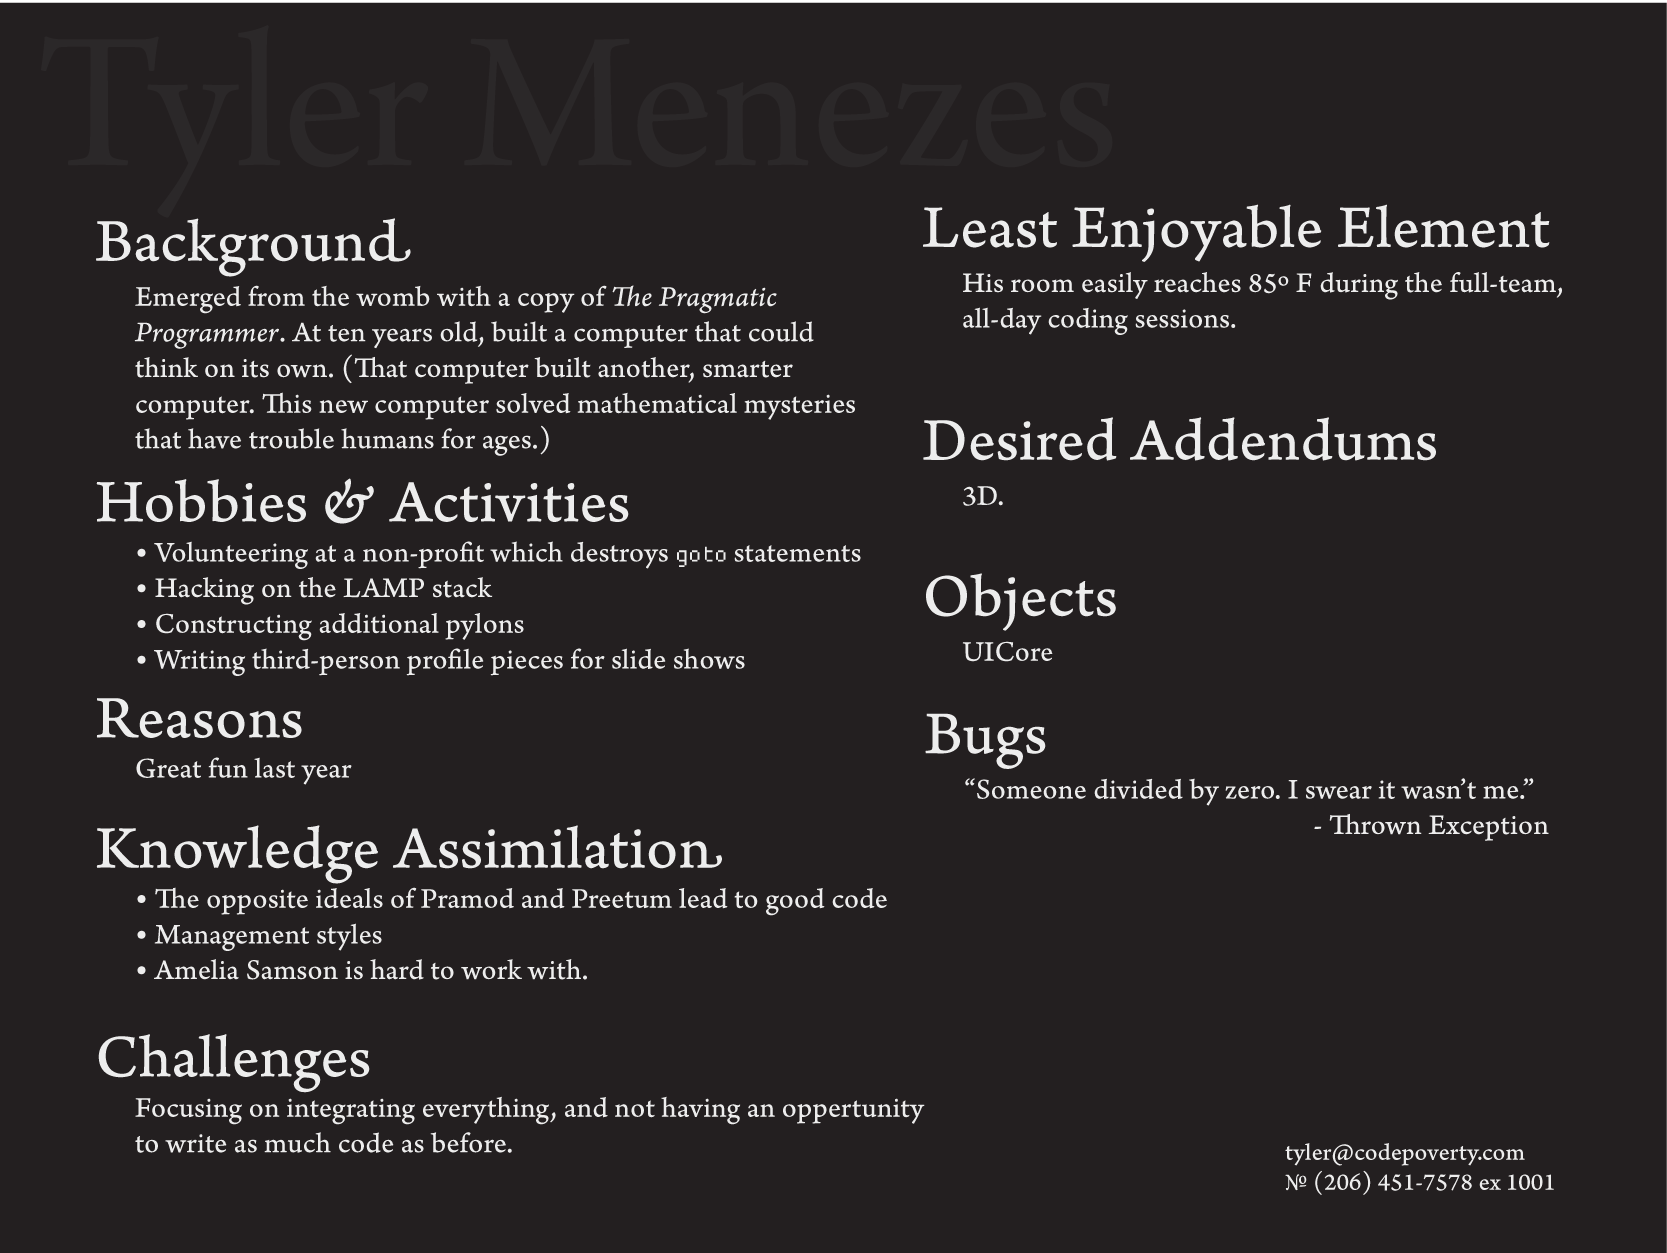 Tyler Menezes
Background
Emerged from the womb with a copy of The Pragmatic
Programmer. At ten years old, built a computer that could
think on its own. (That computer built another, smarter
computer. This new computer solved mathematical mysteries
that have trouble humans for ages.)
Hobbies & Activities
• Volunteering at a non-profit which destroys goto statements
• Hacking on the LAMP stack
• Constructing additional pylons
• Writing third-person profile pieces for slide shows
Reasons
Great fun last year
Knowledge Assimilation
• The opposite ideals of Pramod and Preetum lead to good code
• Management styles
• Amelia Samson is hard to work with.
Challenges
Focusing on integrating everything, and not having an oppertunity
to write as much code as before.
Least Enjoyable Element
His room easily reaches 85º F during the full-team,
all-day coding sessions.
Desired Addendums
3D.
Objects
UICore
Bugs
“Someone divided by zero. I swear it wasn’t me.”
- Thrown Exception
tyler@codepoverty.com
№ (206) 451-7578 ex 1001